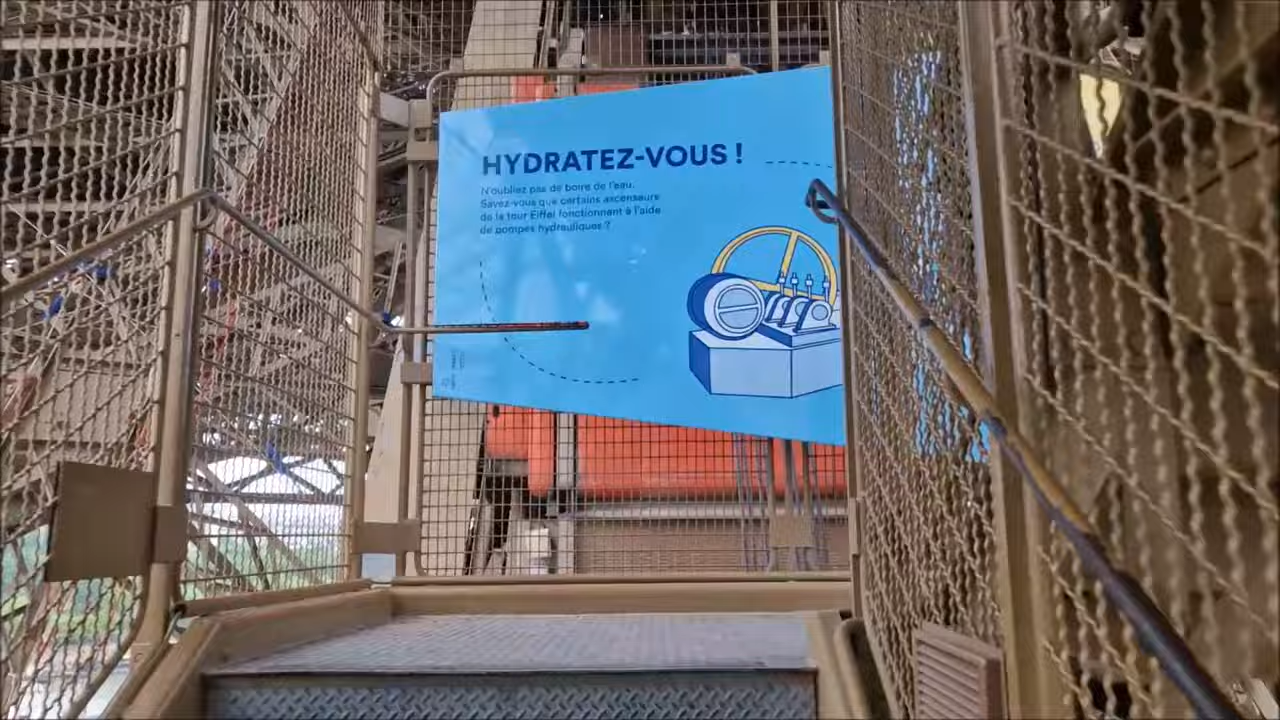 HYDRATEZ-VOUS !
N'oubliez pas de boire de l'eau.
Savez-vous que certains ascenseurs
de la tour Eiffel fonctionnent à l'aide
de pompes hydrauliques ?